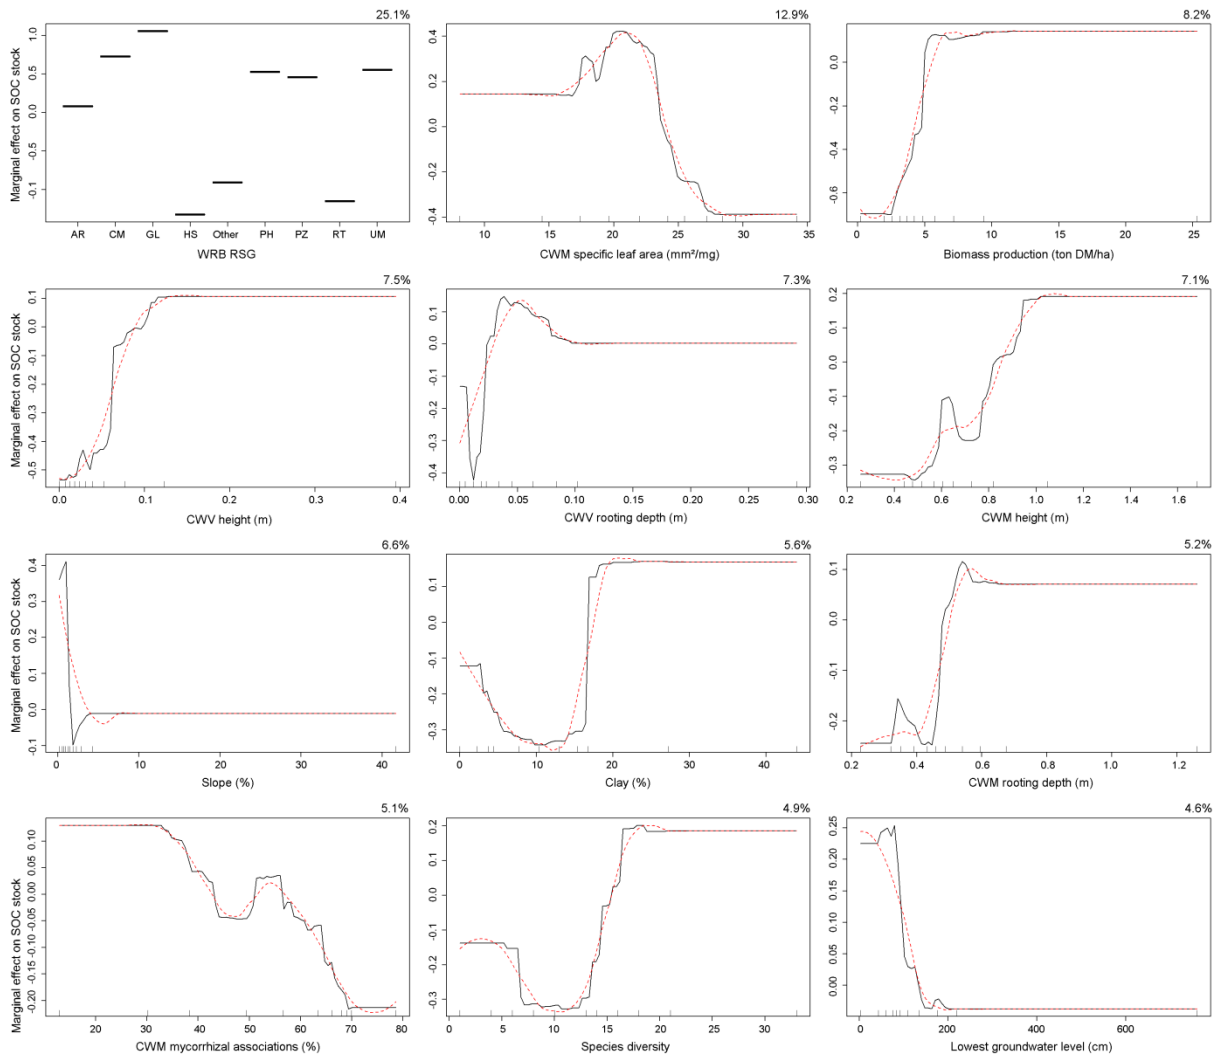 25.1%
Marginal effect on SOC stock
1.0
0.5
0.0
-0.5
-0.1
AR CM GL HS Other PH PZ RT UM
WRB RSG
12.9%
0.4
0.2
0.0
-0.2
-0.4
10 15 20 25 30
CWM specific leaf area (mm²/mg)
8.2%
0.0
-0.2
-0.4
-0.6
0 5 10 15 20 25
Biomass production (ton DM/ha)
7.5%
Marginal effect on SOC stock
0.1
0.0
-0.1
-0.2
-0.3
-0.4
-0.5
0.0 0.1 0.2 0.3 0.4
CWV height (m)
7.3%
0.1
0.0
-0.1
-0.2
-0.3
-0.4
0.00 0.05 0.10 0.15 0.20 0.25 0.30
CWV rooting depth (m)
7.1%
0.2
0.1
0.0
-0.1
-0.2
-0.3
0.2 0.4 0.6 0.8 1.0 1.2 1.4 1.6
CWM height (m)
6.6%
Marginal effect on SOC stock
0.4
0.3
0.2
0.1
0.0
-0.1
0 10 20 30 40
Slope (%)
5.6%
0.1
0.0
-0.1
-0.2
-0.3
0 10 20 30 40
Clay (%)
5.2%
0.1
0.0
-0.1
-0.2
0.2 0.4 0.6 0.8 1.0 1.2
CWM rooting depth (m)
5.1%
Marginal effect on SOC stock
0.10
0.05
0.00
-0.05
-0.10
-0.15
-0.20
20 30 40 50 60 70 80
CWM mycorrhizal associations (%)
4.9%
0.2
0.1
0.0
-0.1
-0.2
-0.3
0 5 10 15 20 25 30
Species diversity
4.6%
0.25
0.20
0.15
0.10
0.05
0.00
0 200 400 600
Lowest groundwater level (cm)